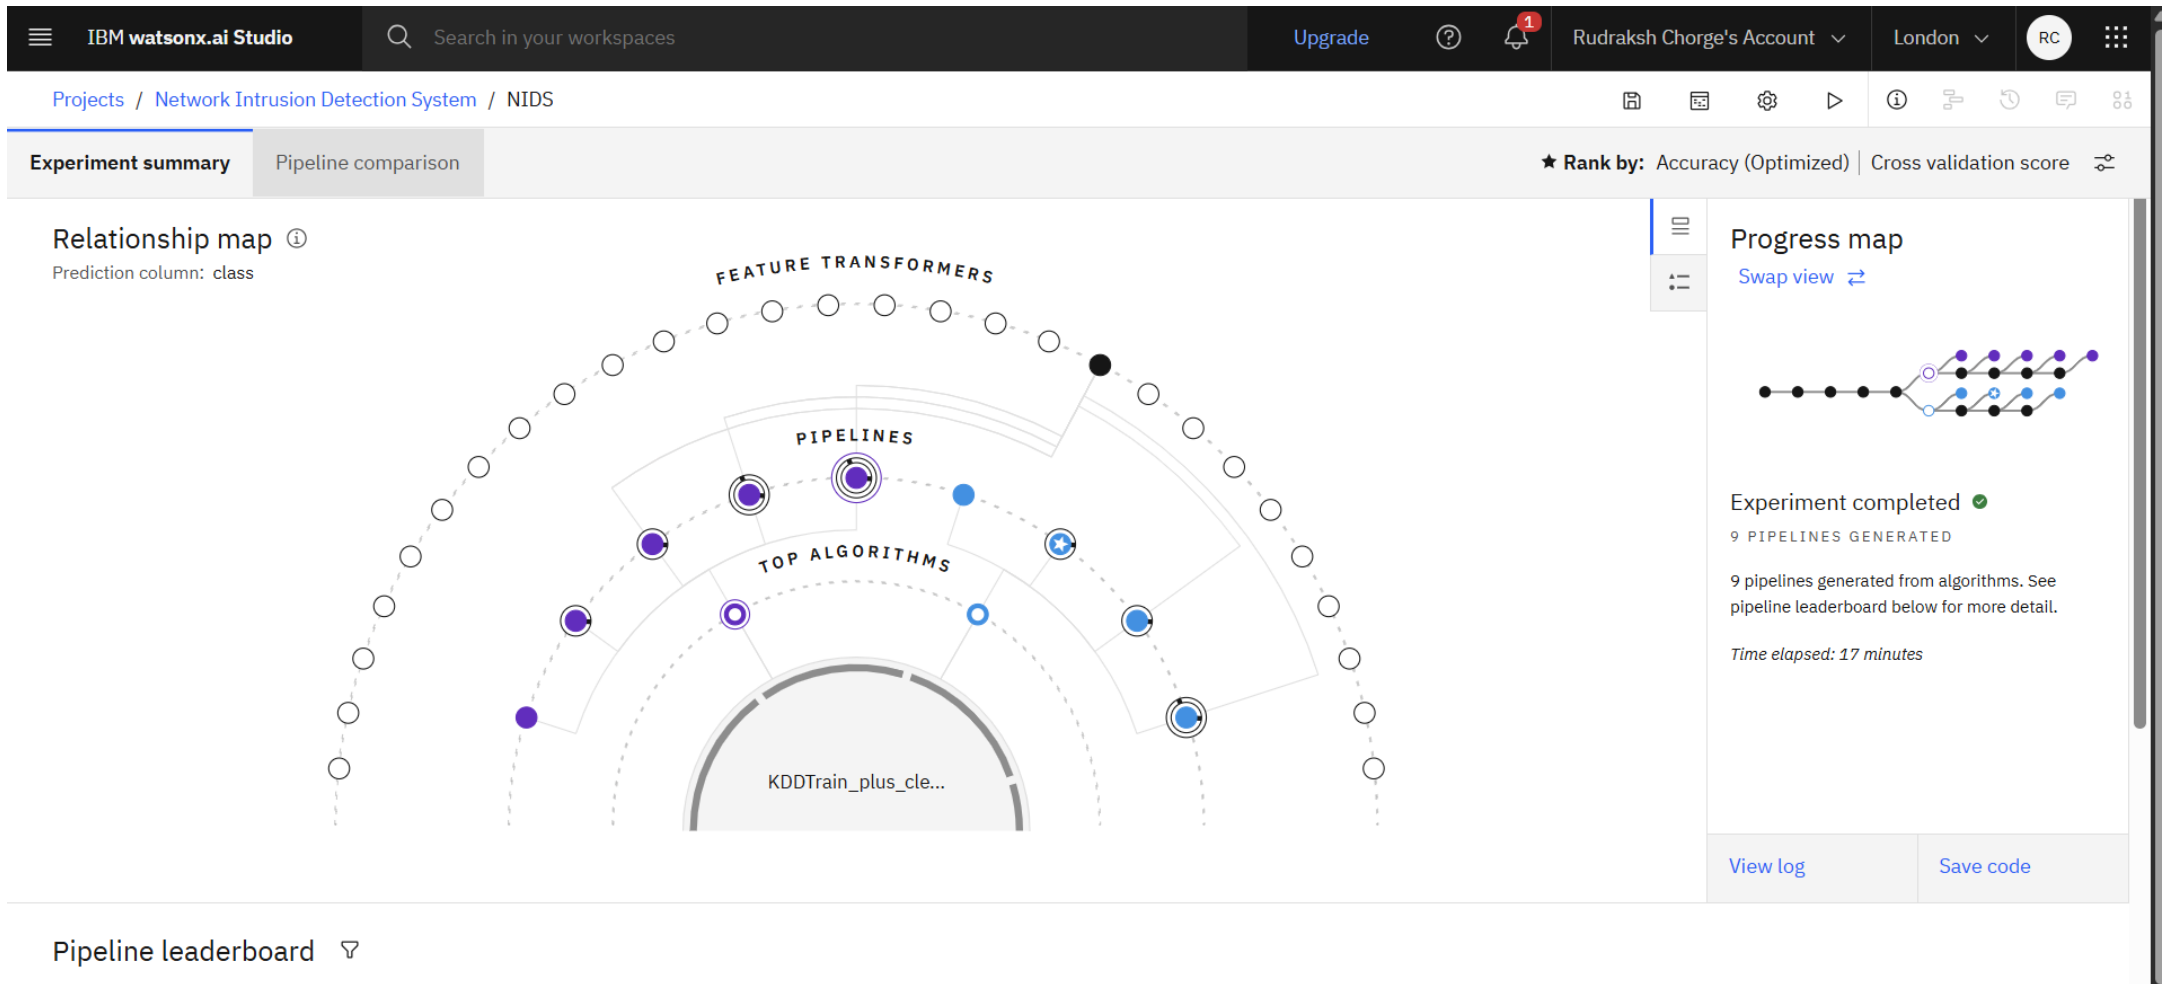 IBM watsonx.ai Studio
Search in your workspaces
Upgrade
1
Rudraksh Chorge's Account
London
RC
Projects / Network Intrusion Detection System / NIDS
Experiment summary
Pipeline comparison
Rank by: Accuracy (Optimized) | Cross validation score
Relationship map
Prediction column: class
FEATURE TRANSFORMERS
PIPELINES
TOP ALGORITHMS
KDDTrain_plus_cle...
Progress map
Swap view
Experiment completed
9 PIPELINES GENERATED
9 pipelines generated from algorithms. See
pipeline leaderboard below for more detail.
Time elapsed: 17 minutes
View log
Save code
Pipeline leaderboard